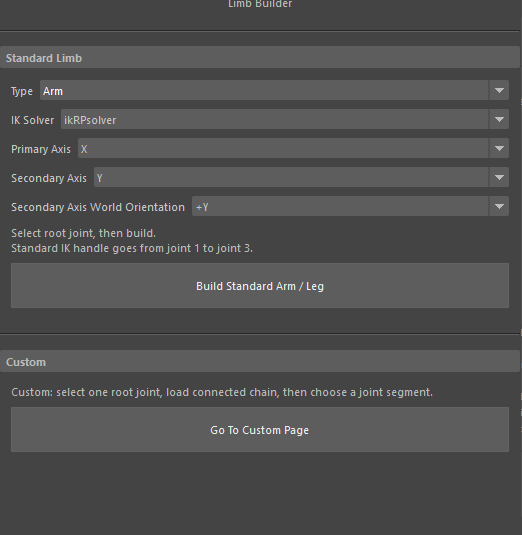 Limb Builder
Standard Limb
Type Arm
IK Solver ikRPsolver
Primary Axis X
Secondary Axis Y
Secondary Axis World Orientation +Y
Select root joint, then build.
Standard IK handle goes from joint 1 to joint 3.
Build Standard Arm / Leg
Custom
Custom: select one root joint, load connected chain, then choose a joint segment.
Go To Custom Page